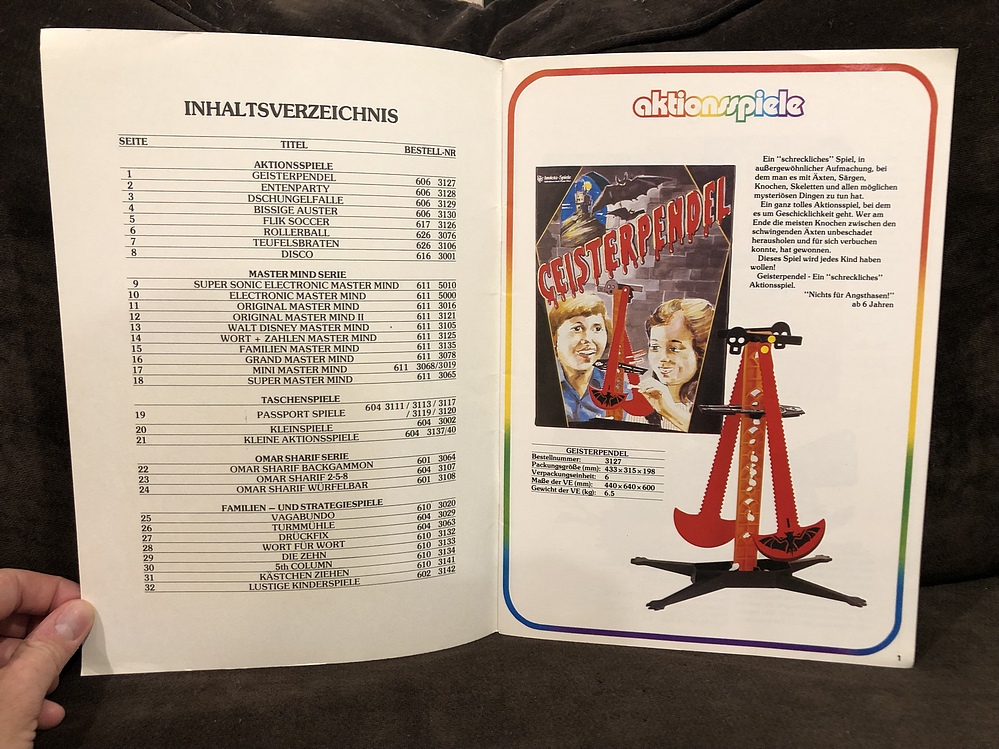 INHALTSVERZEICHNIS
SEITE TITEL BESTELL-NR
AKTIONSSPIELE
1 GEISTERPENDEL 606 3127
2 ENTENPARTY 606 3128
3 DSCHUNGELFALLE 606 3129
4 BISSIGE AUSTER 606 3130
5 FLIK SOCCER 617 3126
6 ROLLERBALL 626 3076
7 TEUFELSBRATEN 626 3106
8 DISCO 616 3001
MASTER MIND SERIE
9 SUPER SONIC ELECTRONIC MASTER MIND 611 5010
10 ELECTRONIC MASTER MIND 611 5000
11 ORIGINAL MASTER MIND 611 3016
12 ORIGINAL MASTER MIND II 611 3121
13 WALT DISNEY MASTER MIND 611 3105
14 WORT + ZAHLEN MASTER MIND 611 3125
15 FAMILIEN MASTER MIND 611 3135
16 GRAND MASTER MIND 611 3078
17 MINI MASTER MIND 611 3068/3019
18 SUPER MASTER MIND 611 3065
TASCHENSPIELE
604 3111 / 3113 / 3117
19 PASSPORT SPIELE / 3119 / 3120
20 KLEINSPIELE 604 3002
21 KLEINE AKTIONSSPIELE 604 3137/40
OMAR SHARIF SERIE
22 OMAR SHARIF BACKGAMMON 601 3064
23 OMAR SHARIF 2-5-8 604 3107
24 OMAR SHARIF WÜRFELBAR 601 3108
FAMILIEN – UND STRATEGIESPIELE
25 VAGABUNDO 610 3020
26 TURMMÜHLE 604 3029
27 DRÜCKFIX 604 3063
28 WORT FÜR WORT 610 3132
29 DIE ZEHN 610 3133
30 5th COLUMN 610 3134
31 KÄSTCHEN ZIEHEN 610 3141
32 LUSTIGE KINDERSPIELE 602 3142
aktionsspiele
Invicta-Spiele
GEISTERPENDEL
Ein "schreckliches" Spiel, in
außergewöhnlicher Aufmachung, bei
dem man es mit Äxten, Särgen,
Knochen, Skeletten und allen möglichen
mysteriösen Dingen zu tun hat.
Ein ganz tolles Aktionsspiel, bei dem
es um Geschicklichkeit geht. Wer am
Ende die meisten Knochen zwischen den
schwingenden Äxten unbeschadet
herausholen und für sich verbuchen
konnte, hat gewonnen.
Dieses Spiel wird jedes Kind haben
wollen!
Geisterpendel - Ein "schreckliches"
Aktionsspiel.
"Nichts für Angsthasen!"
ab 6 Jahren
GEISTERPENDEL
Bestellnummer: 3127
Packungsgröße (mm): 433×315×198
Verpackungseinheit: 6
Maße der VE (mm): 440×640×600
Gewicht der VE (kg): 6.5
1